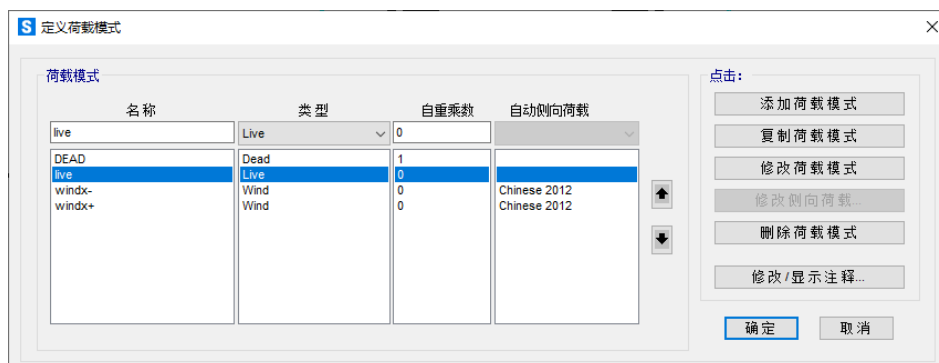 S 定义荷载模式
荷载模式
点击：
名称 类型 自重乘数 自动侧向荷载
live Live 0
DEAD Dead 1
live Live 0
windx- Wind 0 Chinese 2012
windx+ Wind 0 Chinese 2012
添加荷载模式
复制荷载模式
修改荷载模式
修改侧向荷载...
删除荷载模式
修改/显示注释...
确定 取消